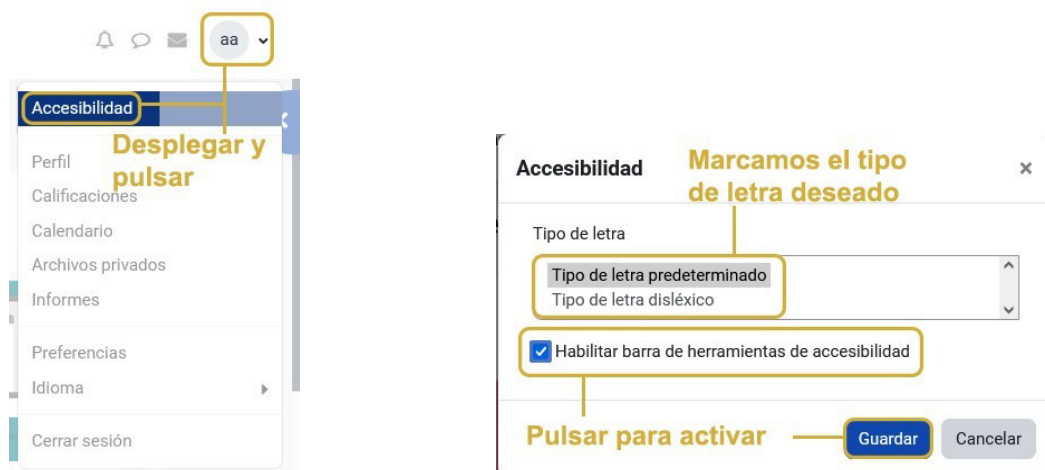 aa
Accesibilidad
Desplegar y
pulsar
Perfil
Calificaciones
Calendario
Archivos privados
Informes
Preferencias
Idioma
Cerrar sesión
Accesibilidad
Marcamos el tipo
de letra deseado
Tipo de letra
Tipo de letra predeterminado
Tipo de letra disléxico
Habilitar barra de herramientas de accesibilidad
Pulsar para activar
Guardar
Cancelar